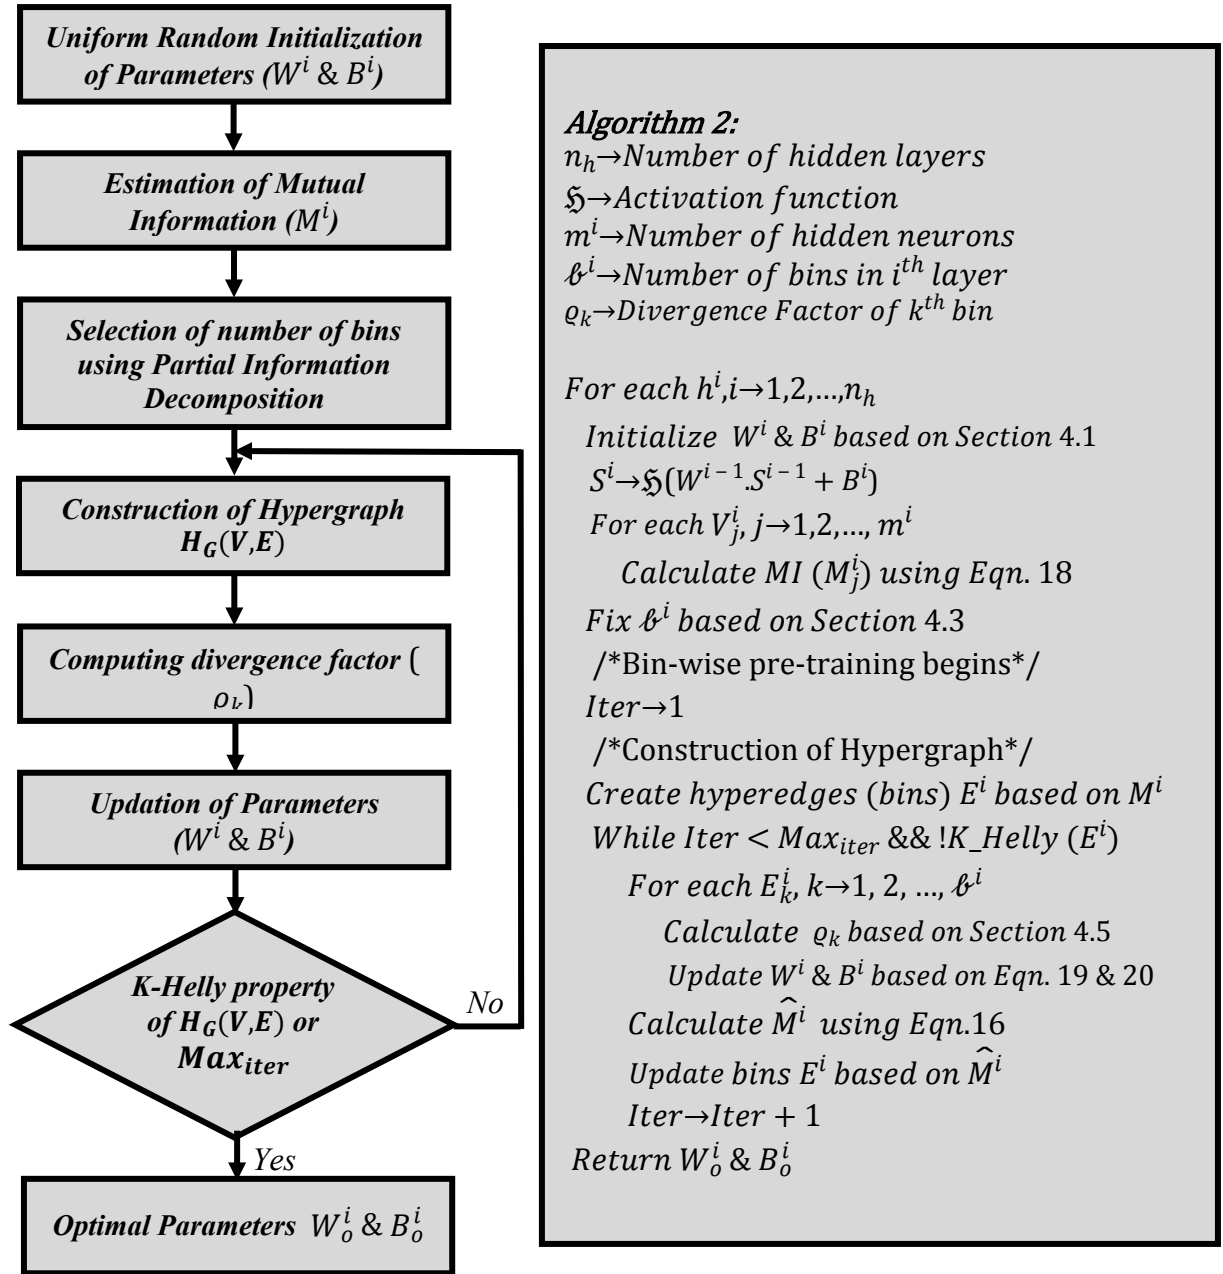 Uniform Random Initialization
of Parameters (Wⁱ & Bⁱ)
Estimation of Mutual
Information (Mⁱ)
Selection of number of bins
using Partial Information
Decomposition
Construction of Hypergraph
H_G(V,E)
Computing divergence factor (
ϱ_k)
Updation of Parameters
(Wⁱ & Bⁱ)
K-Helly property
of H_G(V,E) or
Max_iter
No
Yes
Optimal Parameters W_o^i & B_o^i
Algorithm 2:
n_h→Number of hidden layers
ℌ→Activation function
m^i→Number of hidden neurons
𝓫^i→Number of bins in i^th layer
ϱ_k→Divergence Factor of k^th bin
For each h^i,i→1,2,...,n_h
Initialize W^i & B^i based on Section 4.1
S^i→ℌ(W^{i-1}.S^{i-1} + B^i)
For each V_j^i, j→1,2,..., m^i
Calculate MI (M_j^i) using Eqn. 18
Fix 𝓫^i based on Section 4.3
/*Bin-wise pre-training begins*/
Iter→1
/*Construction of Hypergraph*/
Create hyperedges (bins) E^i based on M^i
While Iter < Max_iter && !K_Helly (E^i)
For each E_k^i, k→1, 2, ..., 𝓫^i
Calculate ϱ_k based on Section 4.5
Update W^i & B^i based on Eqn. 19 & 20
Calculate M̂^i using Eqn.16
Update bins E^i based on M̂^i
Iter→Iter + 1
Return W_o^i & B_o^i